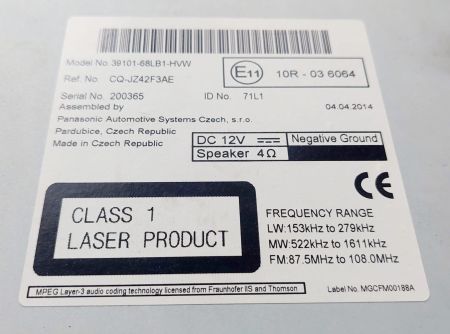 Model No. 39101-68LB1-HVW
Ref. No. CQ-JZ42F3AE
E11 10R - 03 6064
Serial No. 200365 ID No. 71L1
Assembled by 04.04.2014
Panasonic Automotive Systems Czech, s.r.o.
Pardubice, Czech Republic
Made in Czech Republic
DC 12V Negative Ground
Speaker 4Ω
CE
CLASS 1
LASER PRODUCT
FREQUENCY RANGE
LW:153kHz to 279kHz
MW:522kHz to 1611kHz
FM:87.5MHz to 108.0MHz
MPEG Layer-3 audio coding technology licensed from Fraunhofer IIS and Thomson
Label No. MGCFM00188A